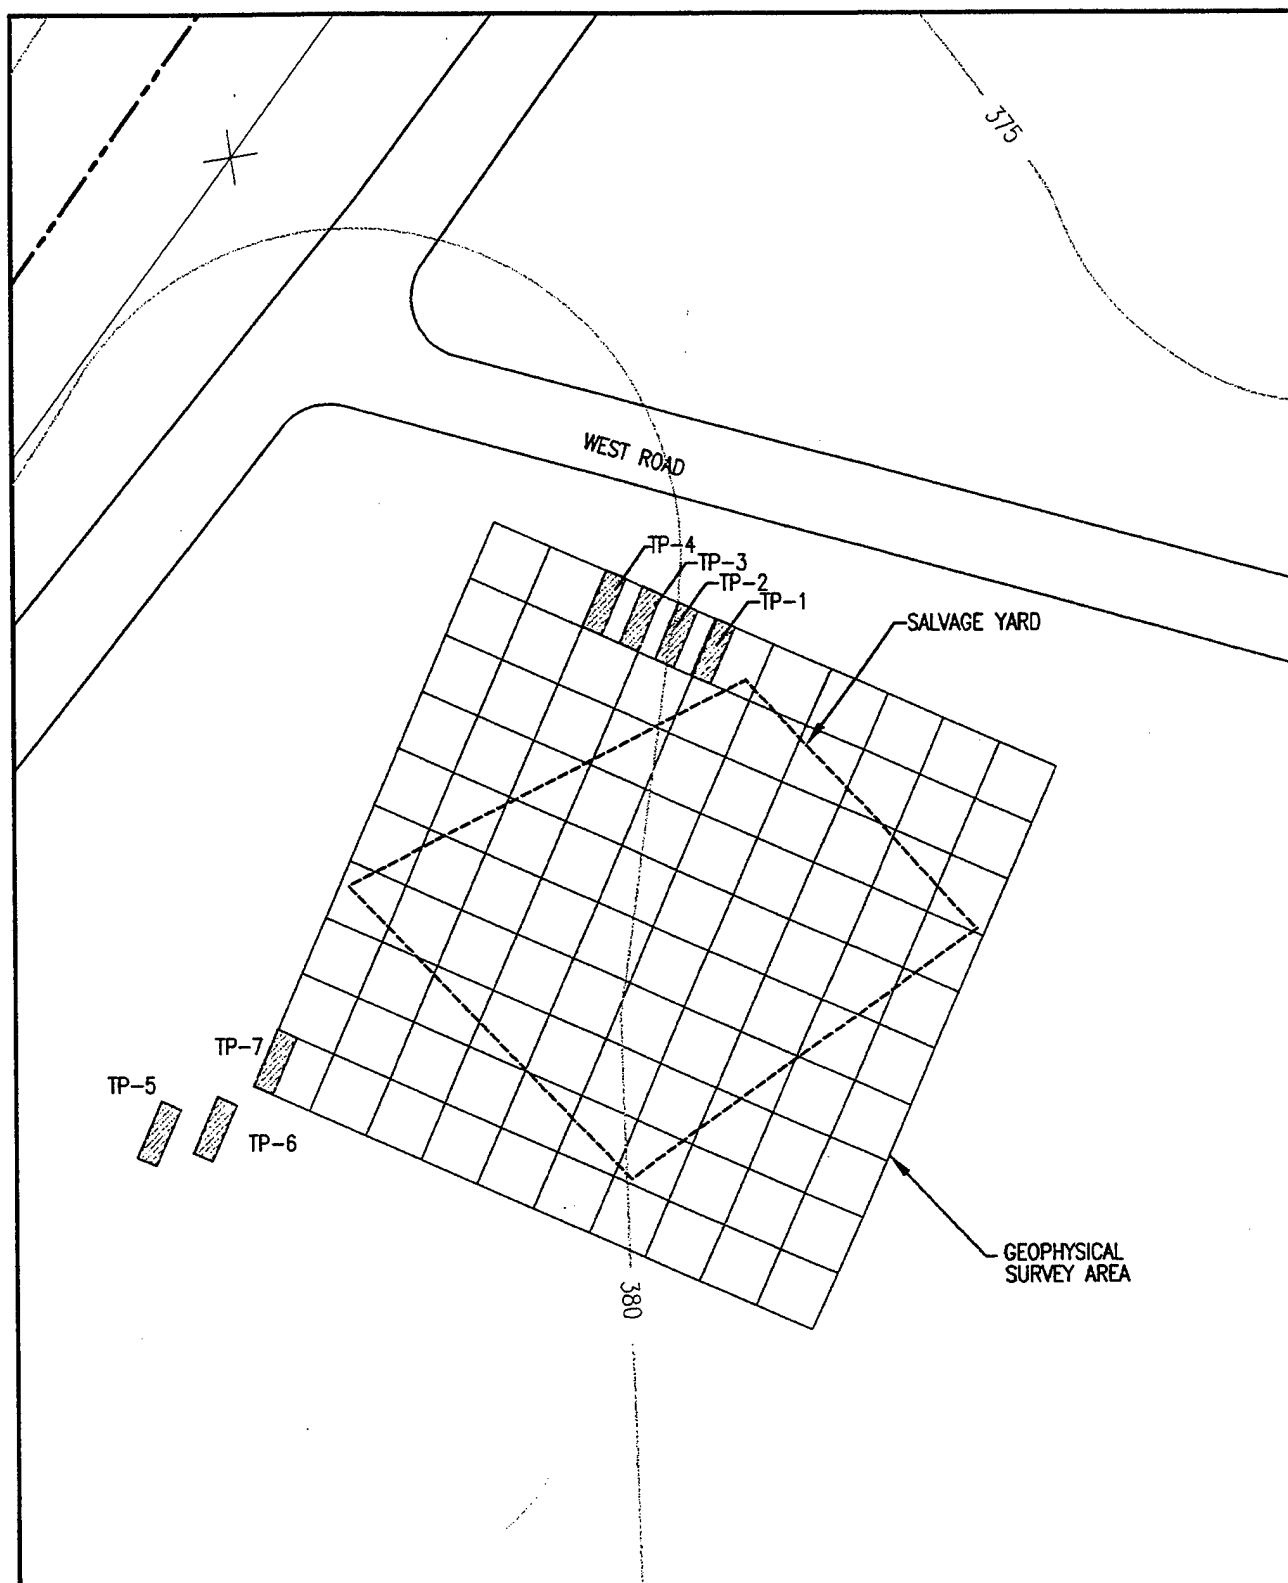 375
WEST ROAD
TP-4
TP-3
TP-2
TP-1
SALVAGE YARD
TP-7
TP-5
TP-6
GEOPHYSICAL
SURVEY AREA
380